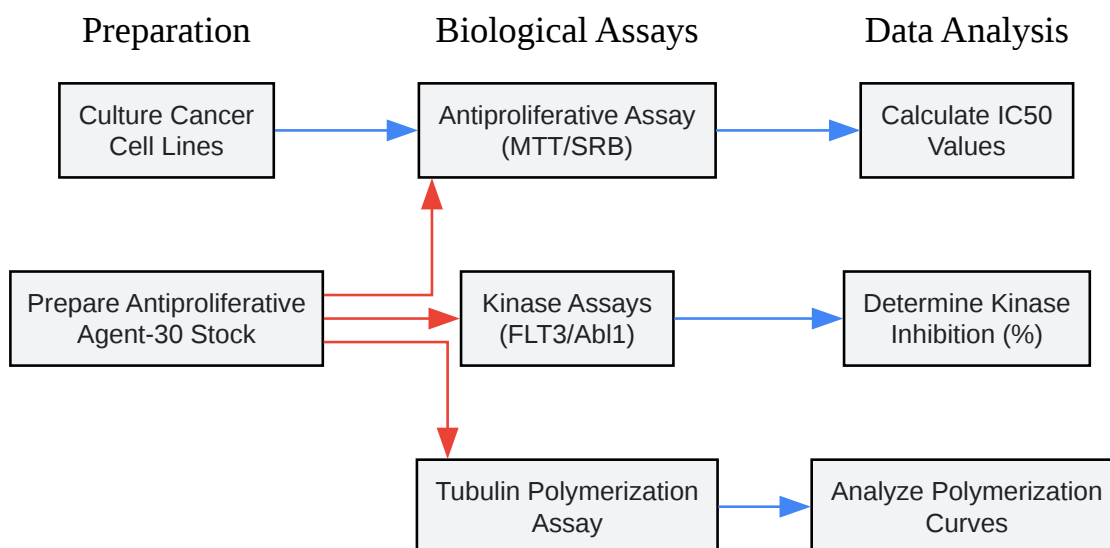 Preparation
Biological Assays
Data Analysis
Culture Cancer
Cell Lines
Antiproliferative Assay
(MTT/SRB)
Calculate IC50
Values
Prepare Antiproliferative
Agent-30 Stock
Kinase Assays
(FLT3/Abl1)
Determine Kinase
Inhibition (%)
Tubulin Polymerization
Assay
Analyze Polymerization
Curves